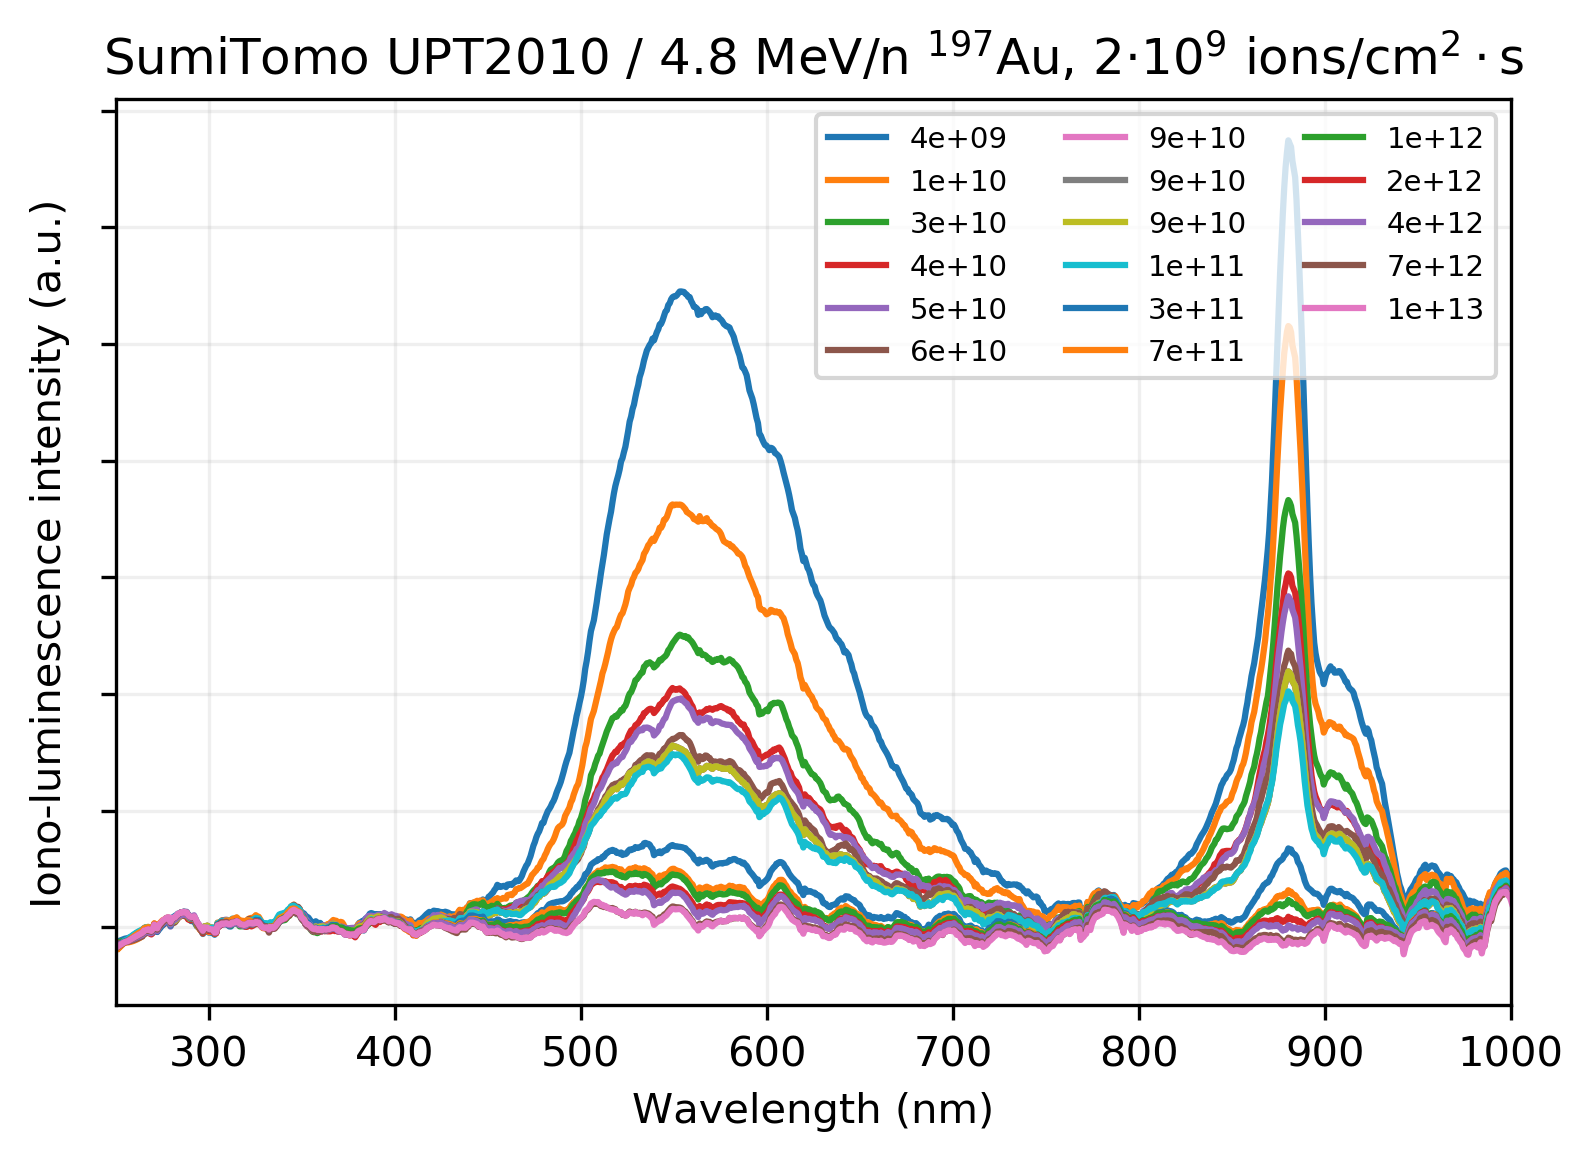 SumiTomo UPT2010 / 4.8 MeV/n ¹⁹⁷Au, 2·10⁹ ions/cm² · s
Iono-luminescence intensity (a.u.)
4e+09 9e+10 1e+12
1e+10 9e+10 2e+12
3e+10 9e+10 4e+12
4e+10 1e+11 7e+12
5e+10 3e+11 1e+13
6e+10 7e+11
300 400 500 600 700 800 900 1000
Wavelength (nm)